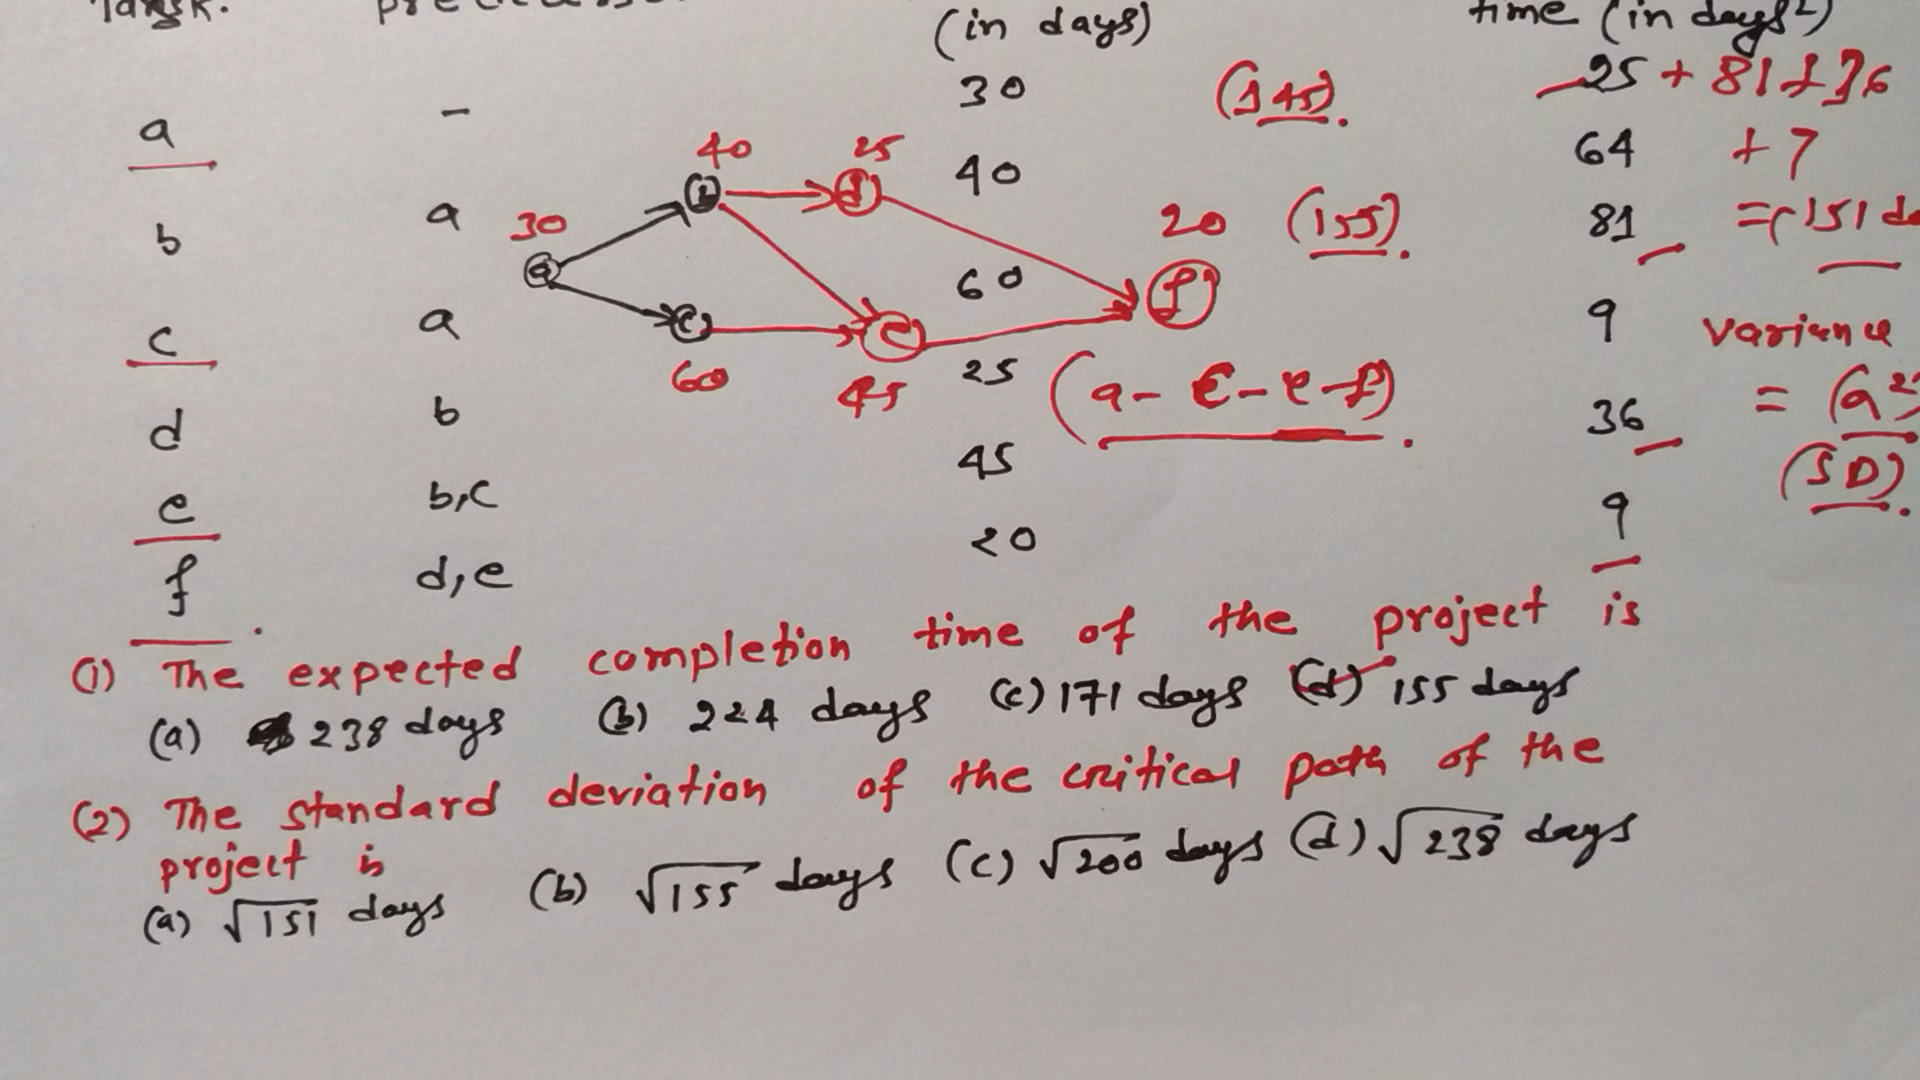 (in days)
time (in days²)
a - 30 (145) 25 + 81 + 36
b a 40 64 + 7
c a 60 81 = 151
d b 25 9 variance
e b,c 45 36 =
f d,e 20 9 (SD)
40 25
30 a b d
20 (155)
c e f
60 45
(a- c-e-f)
(1) The expected completion time of the project is
(a) 238 days (b) 224 days (c) 171 days (d) 155 days
(2) The standard deviation of the critical path of the
project is
(a) √151 days (b) √155 days (c) √200 days (d) √238 days